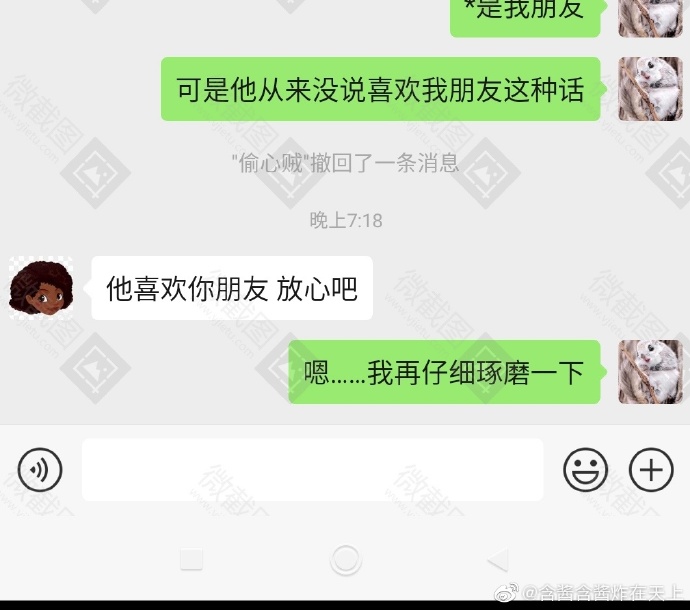 *是我朋友
可是他从来没说喜欢我朋友这种话
"偷心贼"撤回了一条消息
晚上7:18
他喜欢你朋友 放心吧
嗯……我再仔细琢磨一下
微截图
@含酱含酱炸在天上